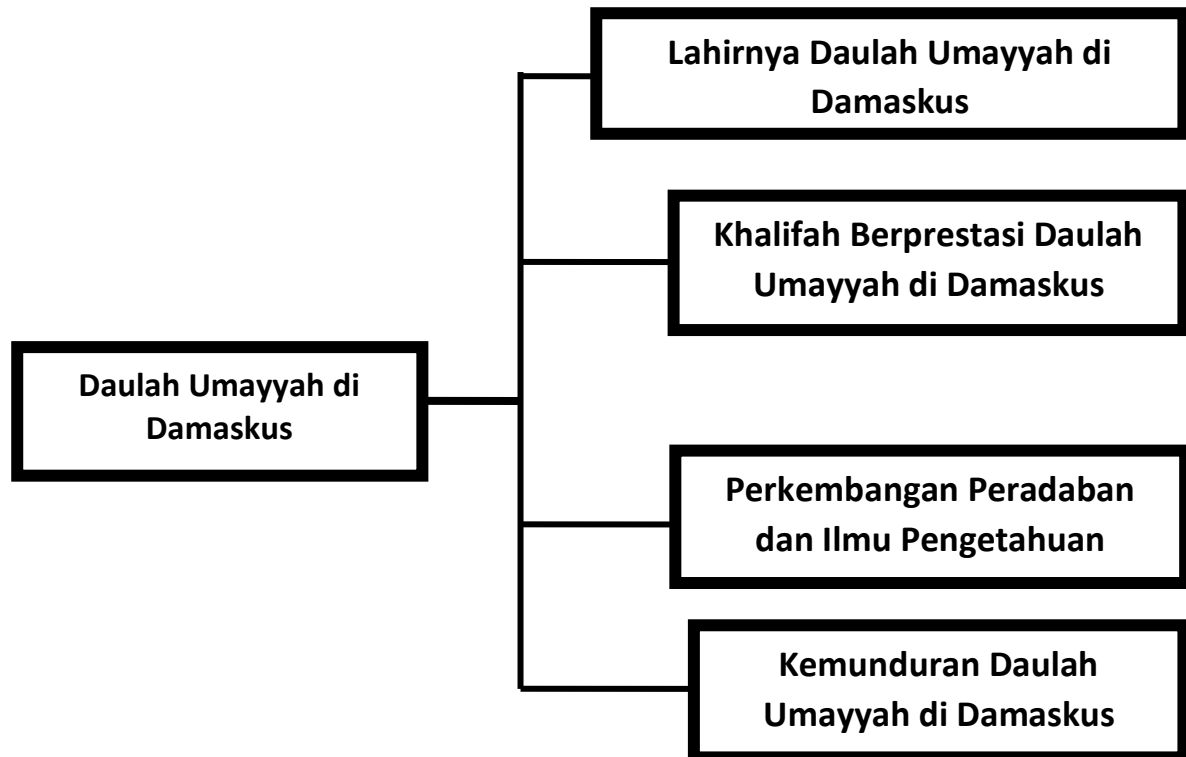 Lahirnya Daulah Umayyah di
Damaskus
Khalifah Berprestasi Daulah
Umayyah di Damaskus
Daulah Umayyah di
Damaskus
Perkembangan Peradaban
dan Ilmu Pengetahuan
Kemunduran Daulah
Umayyah di Damaskus